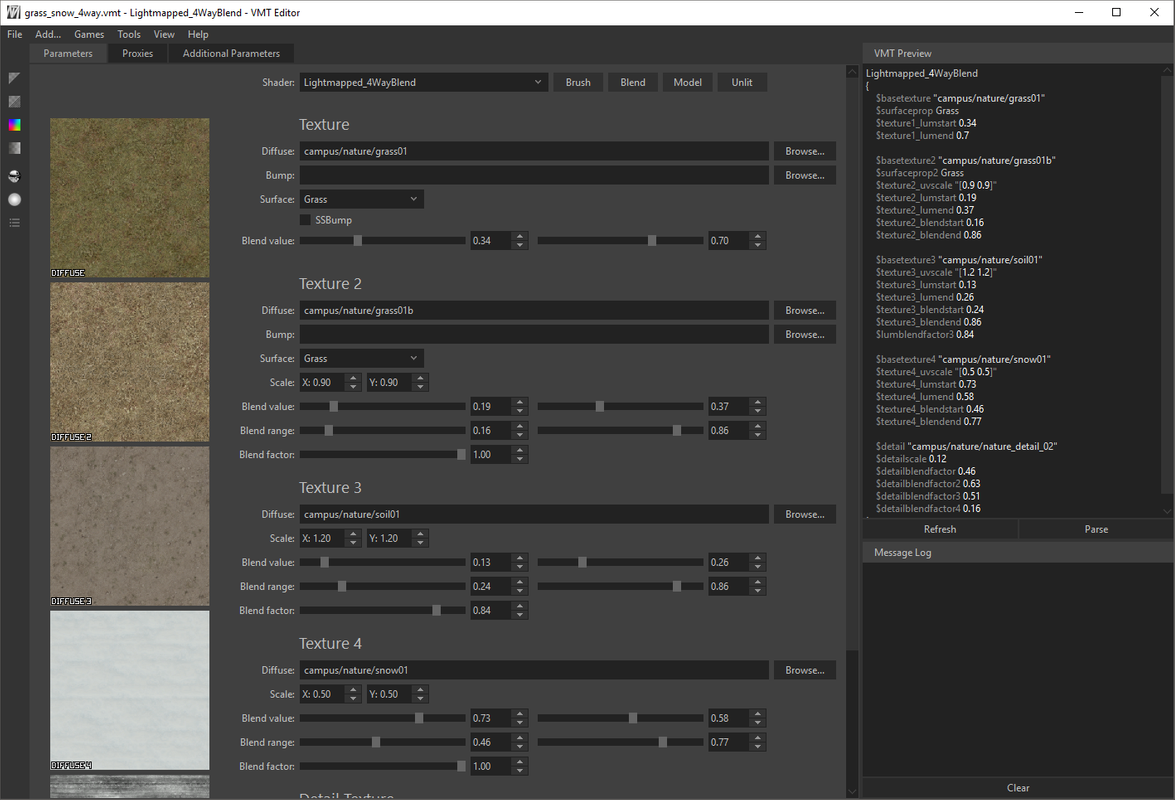 grass_snow_4way.vmt - Lightmapped_4WayBlend - VMT Editor
File Add... Games Tools View Help
Parameters Proxies Additional Parameters
Shader: Lightmapped_4WayBlend Brush Blend Model Unlit
Texture
Diffuse: campus/nature/grass01 Browse...
Bump: Browse...
Surface: Grass
SSBump
Blend value: 0.34 0.70
DIFFUSE
Texture 2
Diffuse: campus/nature/grass01b Browse...
Bump: Browse...
Surface: Grass
Scale: X: 0.90 Y: 0.90
Blend value: 0.19 0.37
Blend range: 0.16 0.86
DIFFUSE 2
Blend factor: 1.00
Texture 3
Diffuse: campus/nature/soil01 Browse...
Scale: X: 1.20 Y: 1.20
Blend value: 0.13 0.26
Blend range: 0.24 0.86
DIFFUSE 3
Blend factor: 0.84
Texture 4
Diffuse: campus/nature/snow01 Browse...
Scale: X: 0.50 Y: 0.50
Blend value: 0.73 0.58
Blend range: 0.46 0.77
DIFFUSE 4
Blend factor: 1.00
Detail Texture
VMT Preview
Lightmapped_4WayBlend
{
$basetexture "campus/nature/grass01"
$surfaceprop Grass
$texture1_lumstart 0.34
$texture1_lumend 0.7
$basetexture2 "campus/nature/grass01b"
$surfaceprop2 Grass
$texture2_uvscale "[0.9 0.9]"
$texture2_lumstart 0.19
$texture2_lumend 0.37
$texture2_blendstart 0.16
$texture2_blendend 0.86
$basetexture3 "campus/nature/soil01"
$texture3_uvscale "[1.2 1.2]"
$texture3_lumstart 0.13
$texture3_lumend 0.26
$texture3_blendstart 0.24
$texture3_blendend 0.86
$lumblendfactor3 0.84
$basetexture4 "campus/nature/snow01"
$texture4_uvscale "[0.5 0.5]"
$texture4_lumstart 0.73
$texture4_lumend 0.58
$texture4_blendstart 0.46
$texture4_blendend 0.77
$detail "campus/nature/nature_detail_02"
$detailscale 0.12
$detailblendfactor 0.46
$detailblendfactor2 0.63
$detailblendfactor3 0.51
$detailblendfactor4 0.16
Refresh Parse
Message Log
Clear